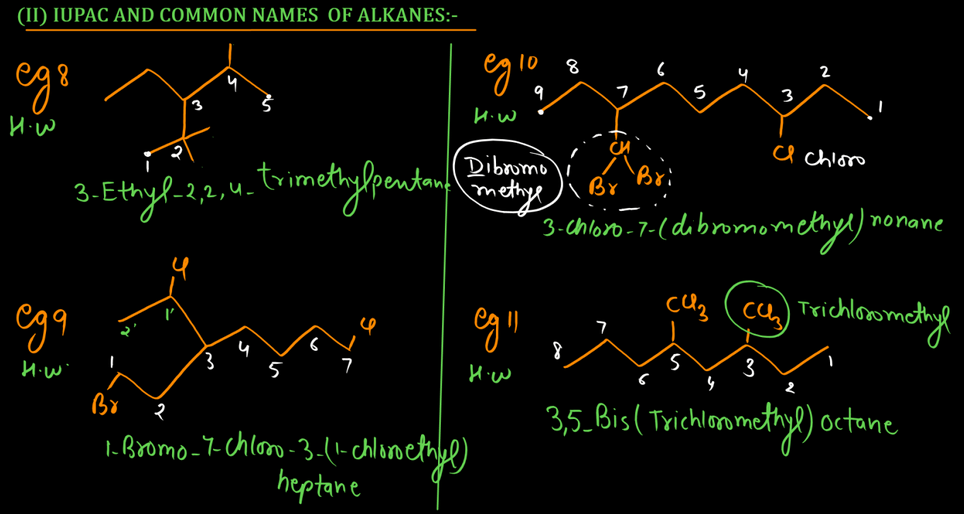 (II) IUPAC AND COMMON NAMES OF ALKANES:-
eg 8
H.W
3 4 5
1 2
3-Ethyl-2,2,4-trimethylpentane
eg 10
H.W
9 8 7 6 5 4 3 2 1
Cl Chloro
CH
Br Br
Dibromo
methyl
3-chloro-7-(dibromomethyl) nonane
eg 9
H.W
Cl
2' 1'
Cl
1 2 3 4 5 6 7
Br
1-Bromo-7-chloro-3-(1-chloroethyl)
heptane
eg 11
H.W
CCl3 CCl3 Trichloromethyl
8 7 6 5 4 3 2 1
3,5-Bis(Trichloromethyl) octane